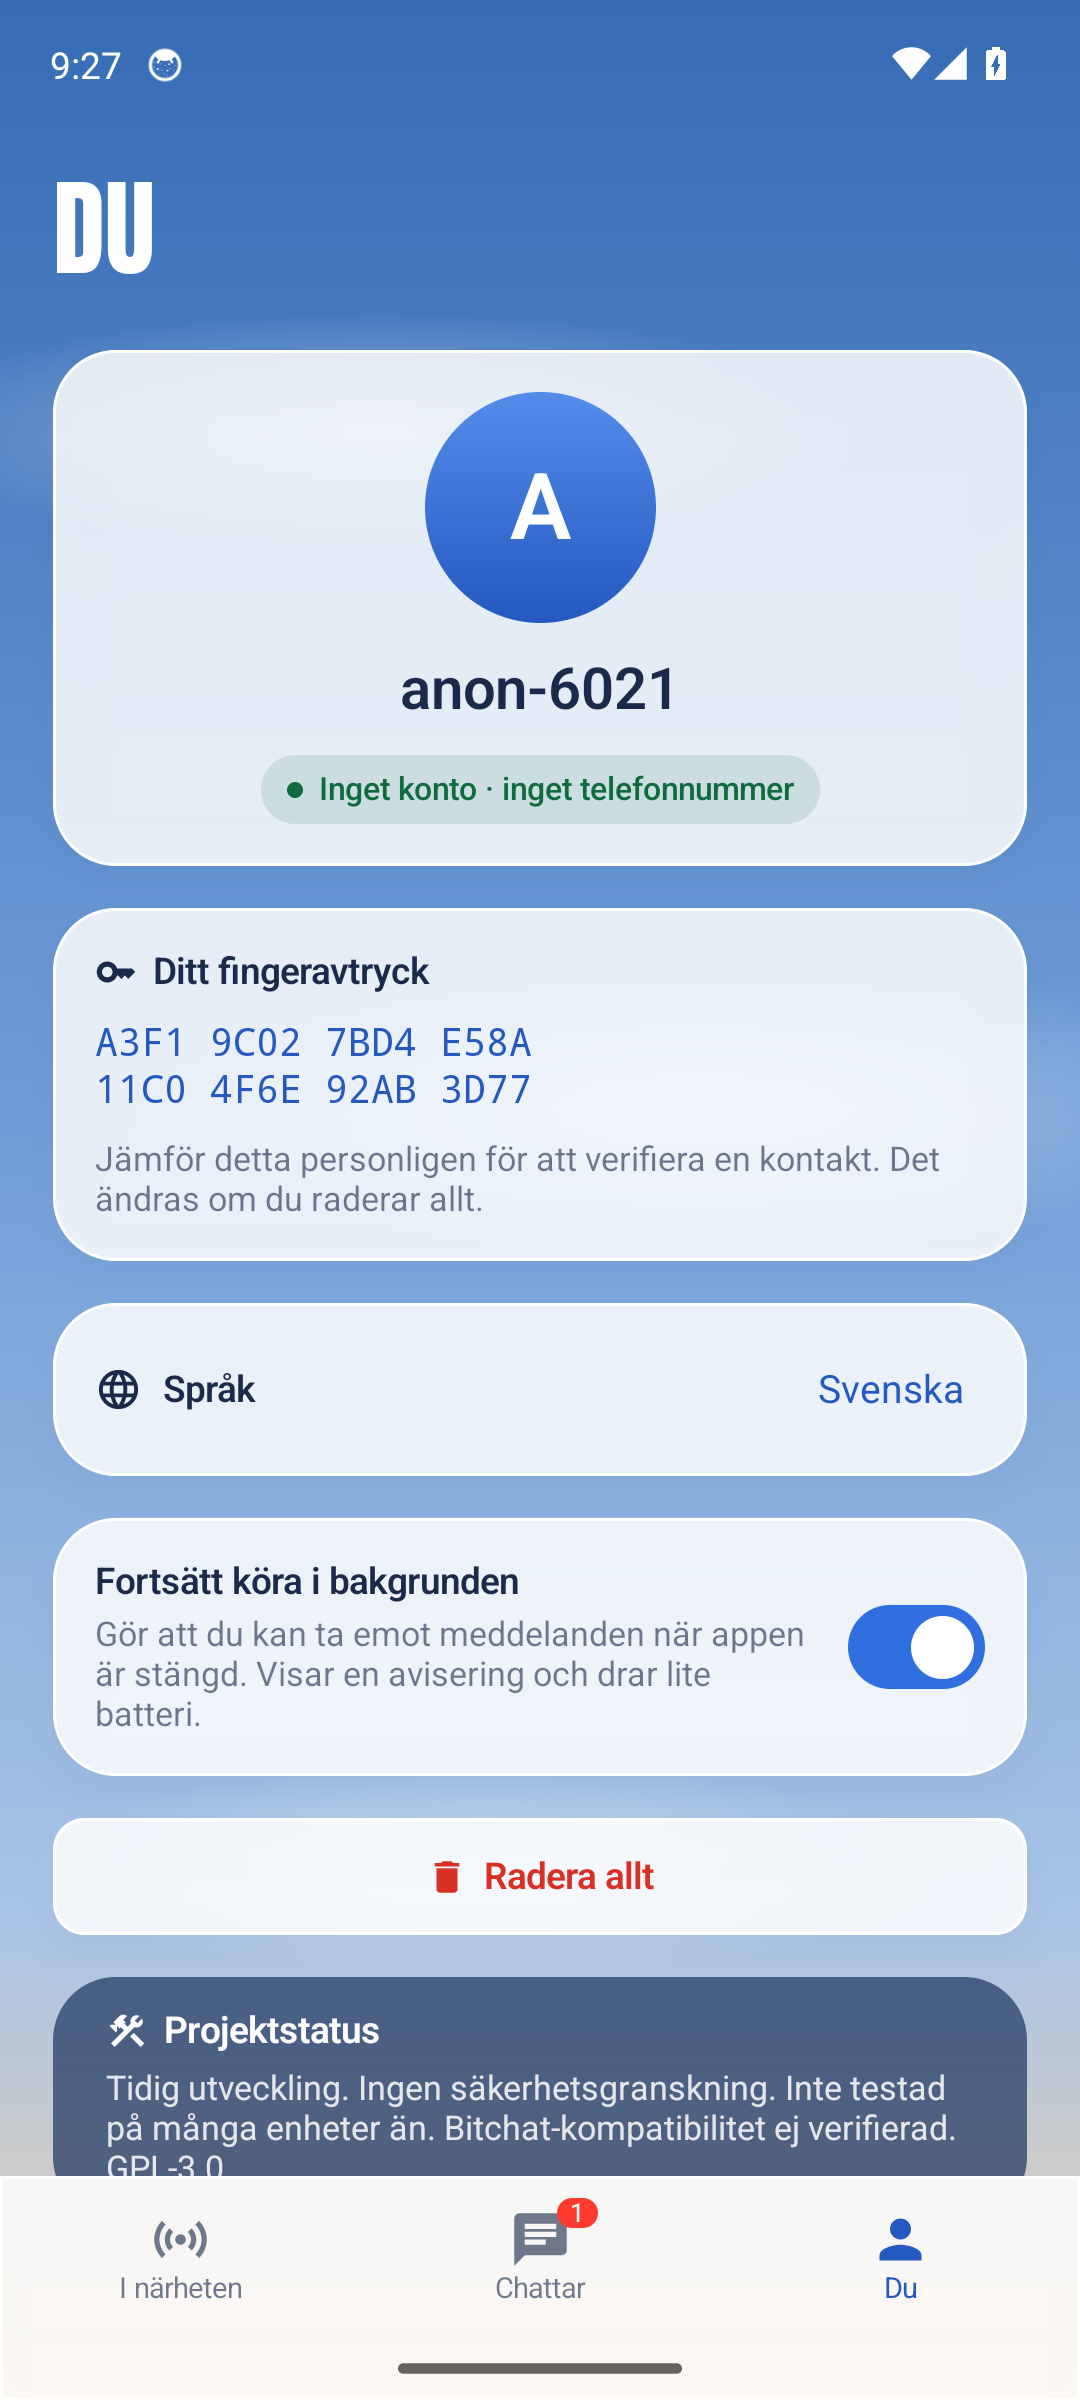 9:27
DU
A
anon-6021
Inget konto · inget telefonnummer
Ditt fingeravtryck
A3F1 9C02 7BD4 E58A
11C0 4F6E 92AB 3D77
Jämför detta personligen för att verifiera en kontakt. Det
ändras om du raderar allt.
Språk
Svenska
Fortsätt köra i bakgrunden
Gör att du kan ta emot meddelanden när appen
är stängd. Visar en avisering och drar lite
batteri.
Radera allt
Projektstatus
Tidig utveckling. Ingen säkerhetsgranskning. Inte testad
på många enheter än. Bitchat-kompatibilitet ej verifierad.
GPL-3.0
1
I närheten
Chattar
Du